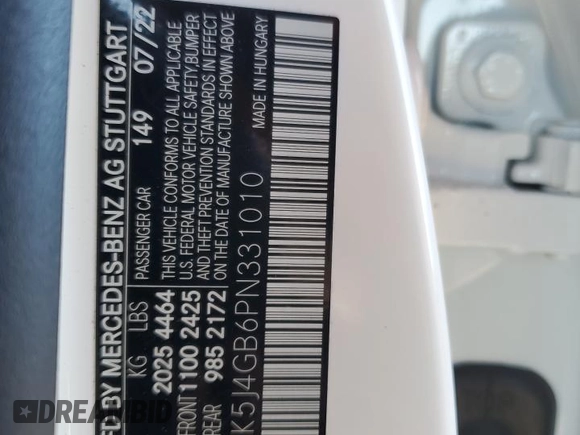 ED BY MERCEDES-BENZ AG STUTTGART
KG LBS PASSENGER CAR 149 07/22
2025 4464 THIS VEHICLE CONFORMS TO ALL APPLICABLE
U.S. FEDERAL MOTOR VEHICLE SAFETY,BUMPER
FRONT 1100 2425 AND THEFT PREVENTION STANDARDS IN EFFECT
REAR 985 2172 ON THE DATE OF MANUFACTURE SHOWN ABOVE
K5J4GB6PN331010 MADE IN HUNGARY
DREAMBID